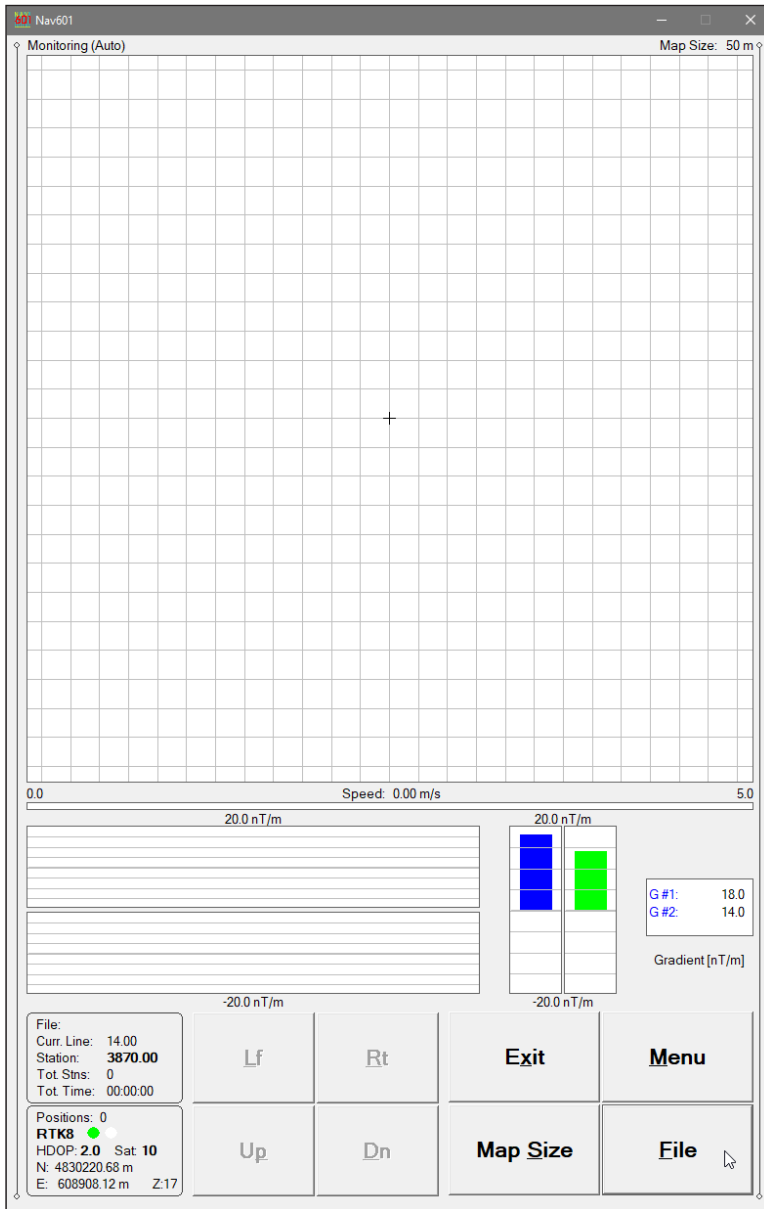 NAV
601 Nav601
Monitoring (Auto) Map Size: 50 m
0.0 Speed: 0.00 m/s 5.0
20.0 nT/m 20.0 nT/m
G #1: 18.0
G #2: 14.0
Gradient [nT/m]
-20.0 nT/m -20.0 nT/m
File:
Curr. Line: 14.00
Station: 3870.00
Tot. Stns: 0
Tot. Time: 00:00:00
Lf Rt Exit Menu
Positions: 0
RTK8
HDOP: 2.0 Sat: 10
N: 4830220.68 m
E: 608908.12 m Z:17
Up Dn Map Size File